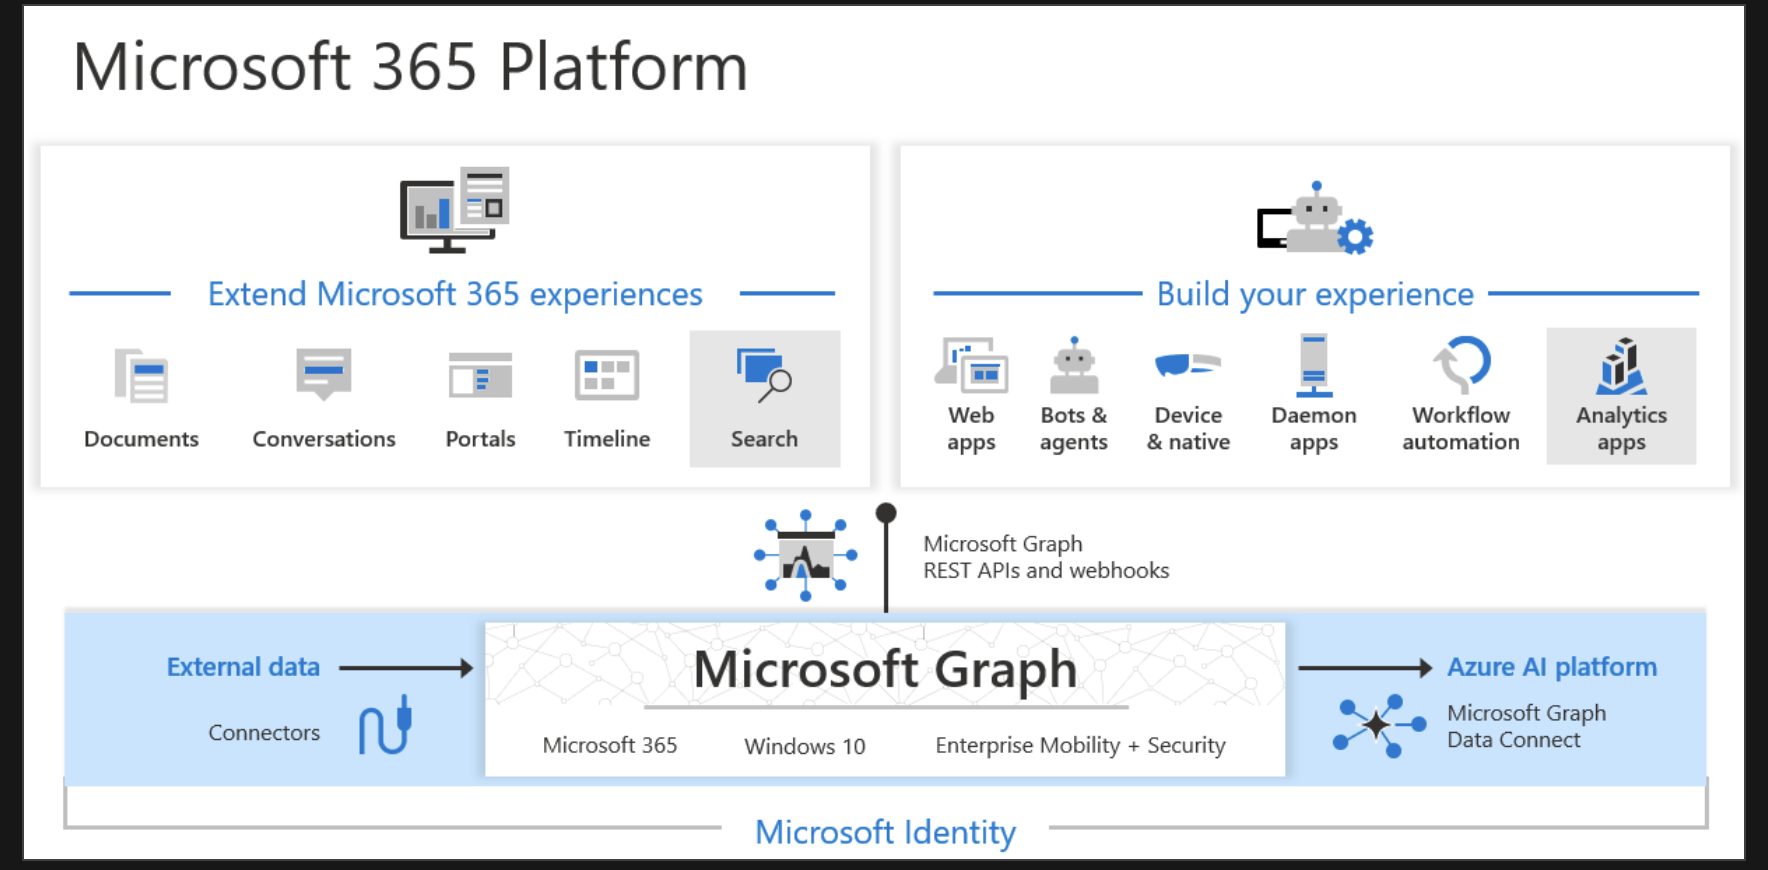 Microsoft 365 Platform
Extend Microsoft 365 experiences
Documents
Conversations
Portals
Timeline
Search
Build your experience
Web
apps
Bots &
agents
Device
& native
Daemon
apps
Workflow
automation
Analytics
apps
Microsoft Graph
REST APIs and webhooks
External data
Connectors
Microsoft Graph
Microsoft 365
Windows 10
Enterprise Mobility + Security
Azure AI platform
Microsoft Graph
Data Connect
Microsoft Identity